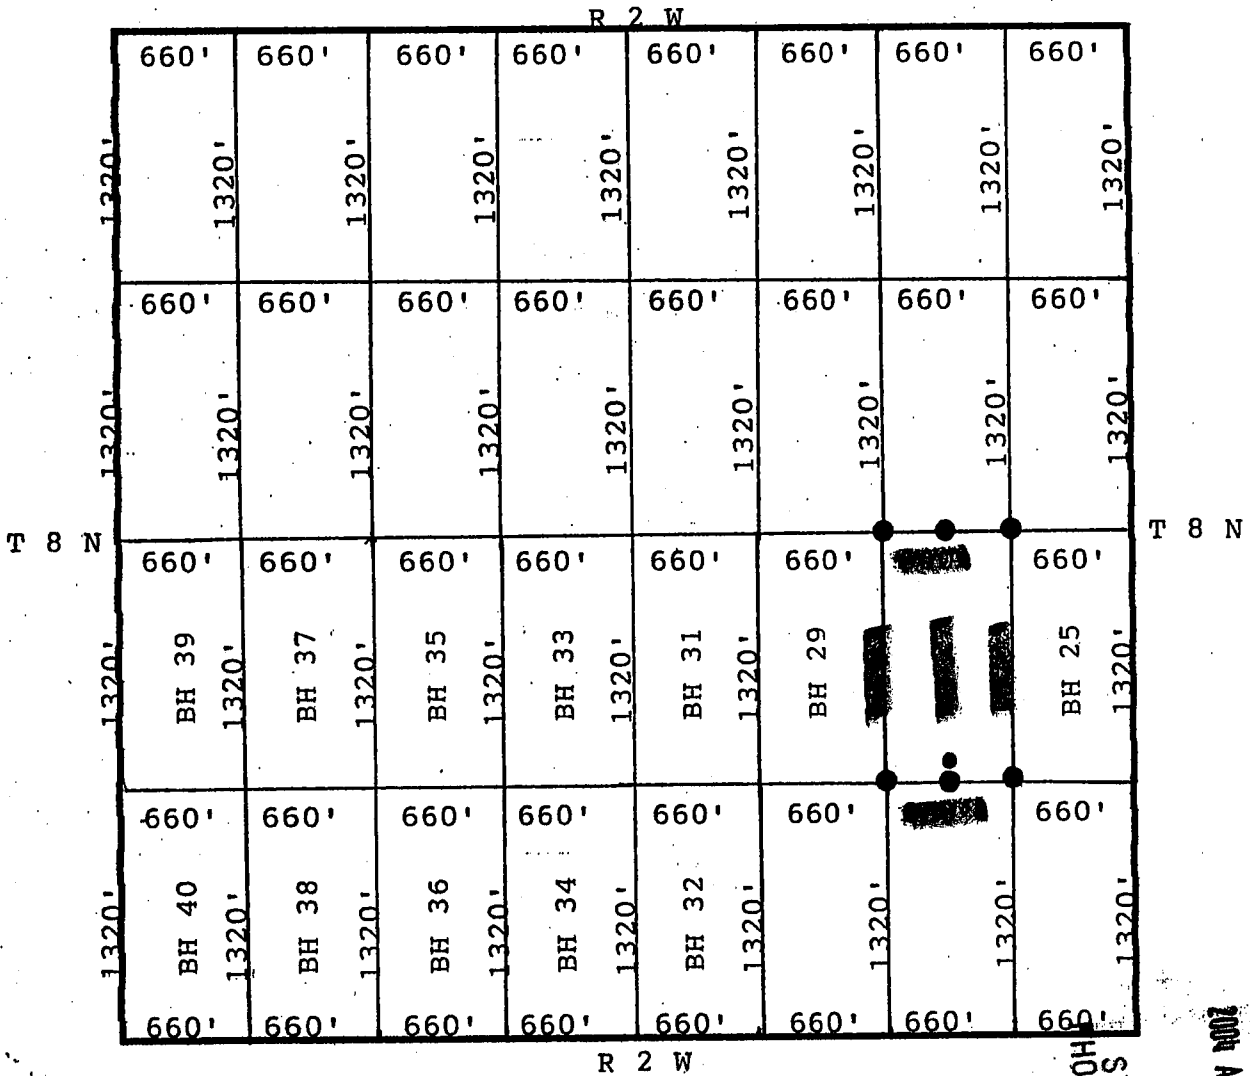 R 2 W
660' 660' 660' 660' 660' 660' 660' 660'
1320' 1320' 1320' 1320' 1320' 1320' 1320' 1320' 1320'
660' 660' 660' 660' 660' 660' 660' 660'
1320' 1320' 1320' 1320' 1320' 1320' 1320' 1320' 1320'
T 8 N T 8 N
660' 660' 660' 660' 660' 660' 660'
1320' BH 39 1320' BH 37 1320' BH 35 1320' BH 33 1320' BH 31 1320' BH 29 BH 25 1320'
660' 660' 660' 660' 660' 660' 660'
1320' BH 40 1320' BH 38 1320' BH 36 1320' BH 34 1320' BH 32 1320' 1320' 1320' 1320'
660' 660' 660' 660' 660' 660' 660' 660'
R 2 W
2004 A